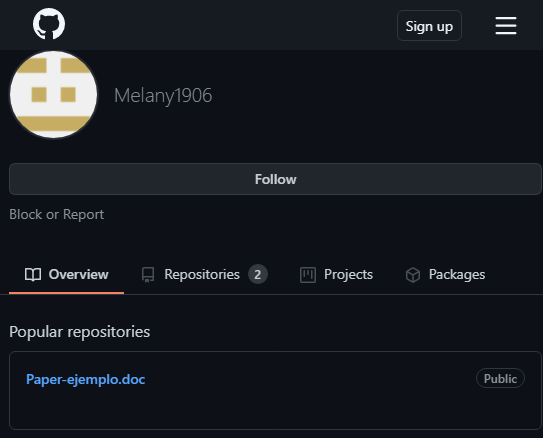 Sign up
Melany1906
Follow
Block or Report
Overview Repositories 2 Projects Packages
Popular repositories
Paper-ejemplo.doc Public